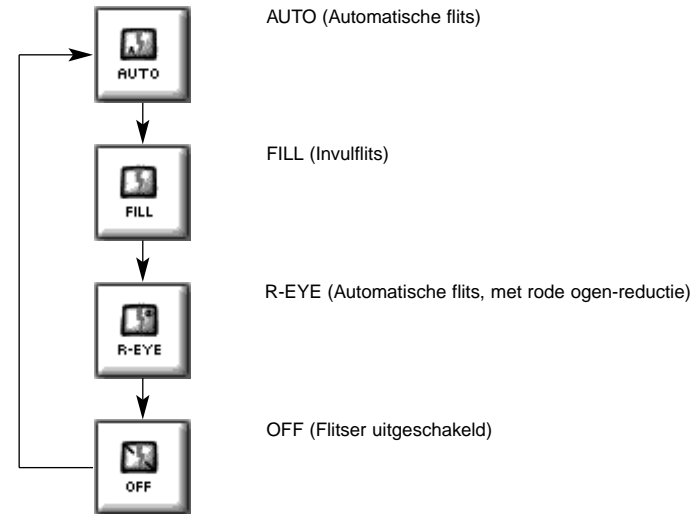 AUTO (Automatische flits)
AUTO
FILL (Invulflits)
FILL
R-EYE (Automatische flits, met rode ogen-reductie)
R-EYE
OFF (Flitser uitgeschakeld)
OFF